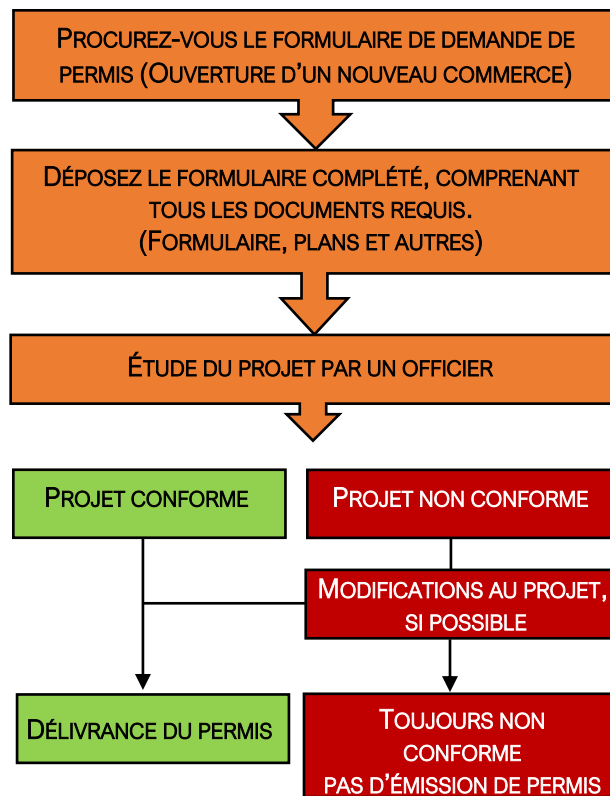 PROCUREZ-VOUS LE FORMULAIRE DE DEMANDE DE
PERMIS (OUVERTURE D'UN NOUVEAU COMMERCE)
DÉPOSEZ LE FORMULAIRE COMPLÉTÉ, COMPRENANT
TOUS LES DOCUMENTS REQUIS.
(FORMULAIRE, PLANS ET AUTRES)
ÉTUDE DU PROJET PAR UN OFFICIER
PROJET CONFORME
PROJET NON CONFORME
MODIFICATIONS AU PROJET,
SI POSSIBLE
DÉLIVRANCE DU PERMIS
TOUJOURS NON
CONFORME
PAS D'ÉMISSION DE PERMIS